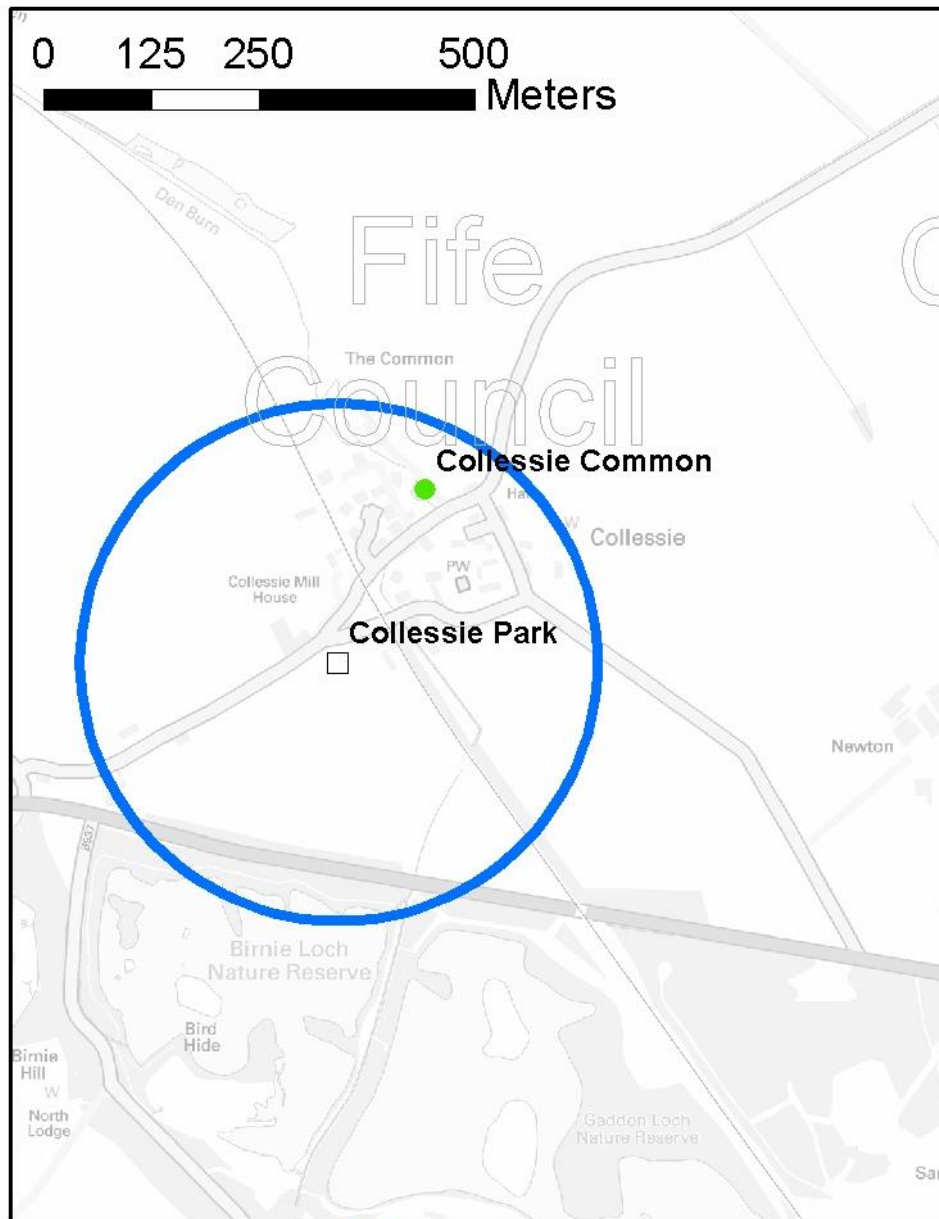 0 125 250 500
Meters
Den Burn
Fife
The Common
Council
Collessie Common
W
Collessie
PW
Collessie Mill
House
Collessie Park
Newton
B937
Birnie Loch
Nature Reserve
Bird
Hide
Birnie
Hill
W
North
Lodge
Gaddon Loch
Nature Reserve